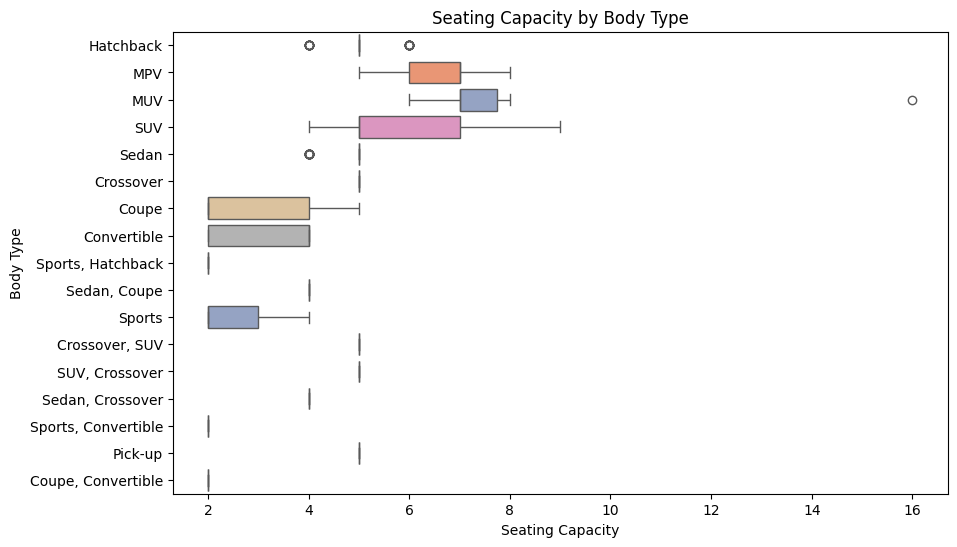 Seating Capacity by Body Type
Hatchback
MPV
MUV
SUV
Sedan
Crossover
Coupe
Convertible
Sports, Hatchback
Sedan, Coupe
Sports
Crossover, SUV
SUV, Crossover
Sedan, Crossover
Sports, Convertible
Pick-up
Coupe, Convertible
Body Type
2 4 6 8 10 12 14 16
Seating Capacity